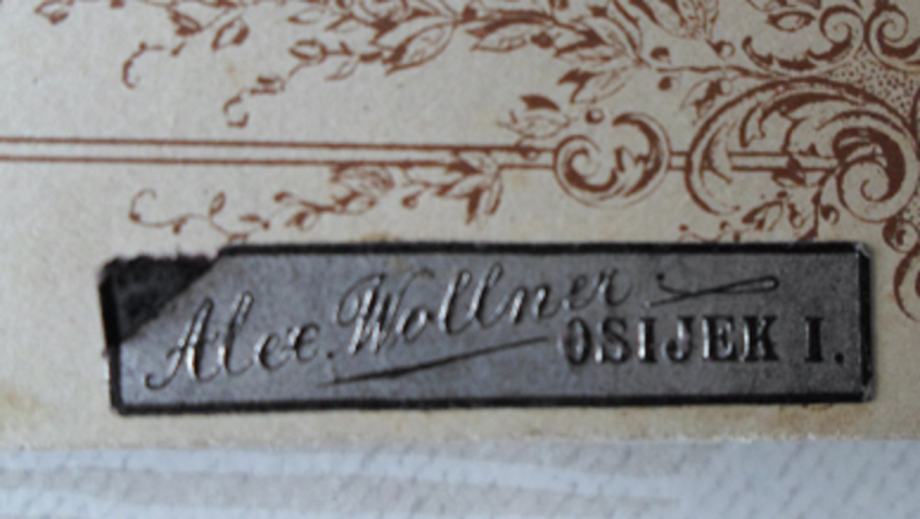 Alex. Wollner
OSIJEK I.